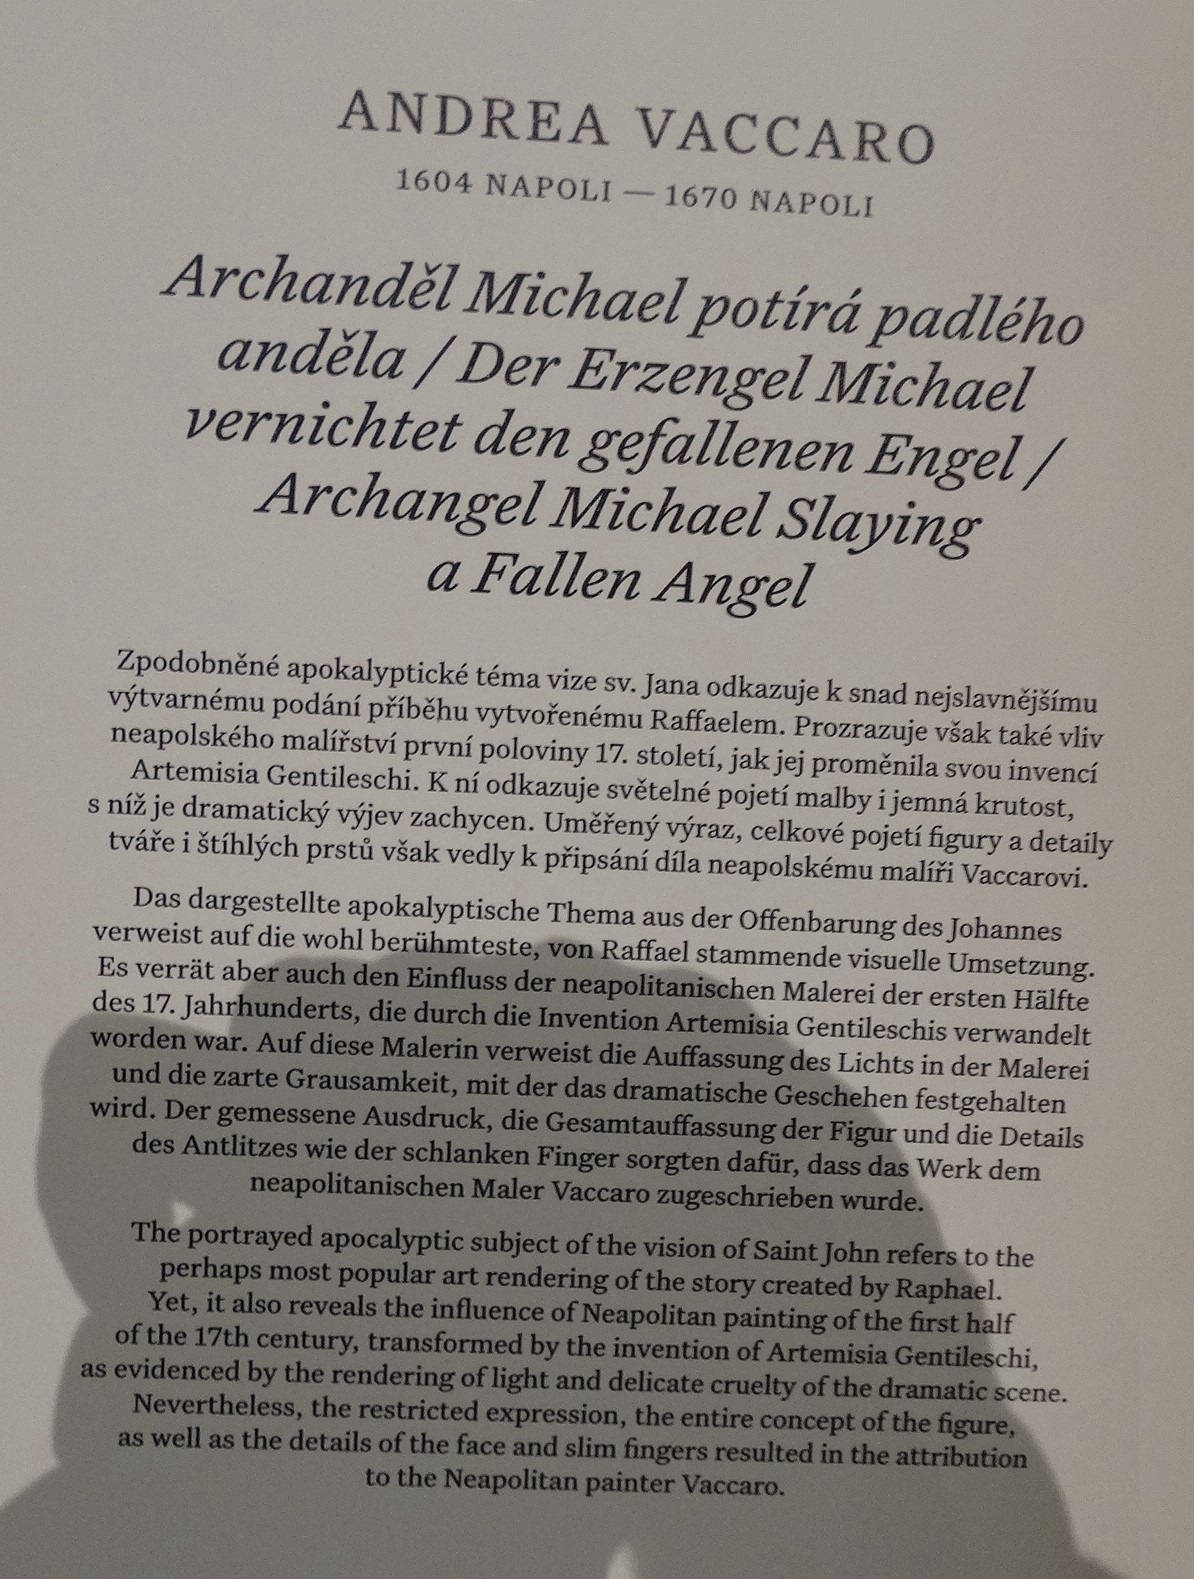 ANDREA VACCARO
1604 NAPOLI — 1670 NAPOLI
Archanděl Michael potírá padlého
anděla / Der Erzengel Michael
vernichtet den gefallenen Engel /
Archangel Michael Slaying
a Fallen Angel
Zpodobněné apokalyptické téma vize sv. Jana odkazuje k snad nejslavnějšímu
výtvarnému podání příběhu vytvořenému Raffaelem. Prozrazuje však také vliv
neapolského malířství první poloviny 17. století, jak jej proměnila svou invencí
Artemisia Gentileschi. K ní odkazuje světelné pojetí malby i jemná krutost,
s níž je dramatický výjev zachycen. Uměřený výraz, celkové pojetí figury a detaily
tváře i štíhlých prstů však vedly k připsání díla neapolskému malíři Vaccarovi.
Das dargestellte apokalyptische Thema aus der Offenbarung des Johannes
verweist auf die wohl berühmteste, von Raffael stammende visuelle Umsetzung.
Es verrät aber auch den Einfluss der neapolitanischen Malerei der ersten Hälfte
des 17. Jahrhunderts, die durch die Invention Artemisia Gentileschis verwandelt
worden war. Auf diese Malerin verweist die Auffassung des Lichts in der Malerei
und die zarte Grausamkeit, mit der das dramatische Geschehen festgehalten
wird. Der gemessene Ausdruck, die Gesamtauffassung der Figur und die Details
des Antlitzes wie der schlanken Finger sorgten dafür, dass das Werk dem
neapolitanischen Maler Vaccaro zugeschrieben wurde.
The portrayed apocalyptic subject of the vision of Saint John refers to the
perhaps most popular art rendering of the story created by Raphael.
Yet, it also reveals the influence of Neapolitan painting of the first half
of the 17th century, transformed by the invention of Artemisia Gentileschi,
as evidenced by the rendering of light and delicate cruelty of the dramatic scene.
Nevertheless, the restricted expression, the entire concept of the figure,
as well as the details of the face and slim fingers resulted in the attribution
to the Neapolitan painter Vaccaro.